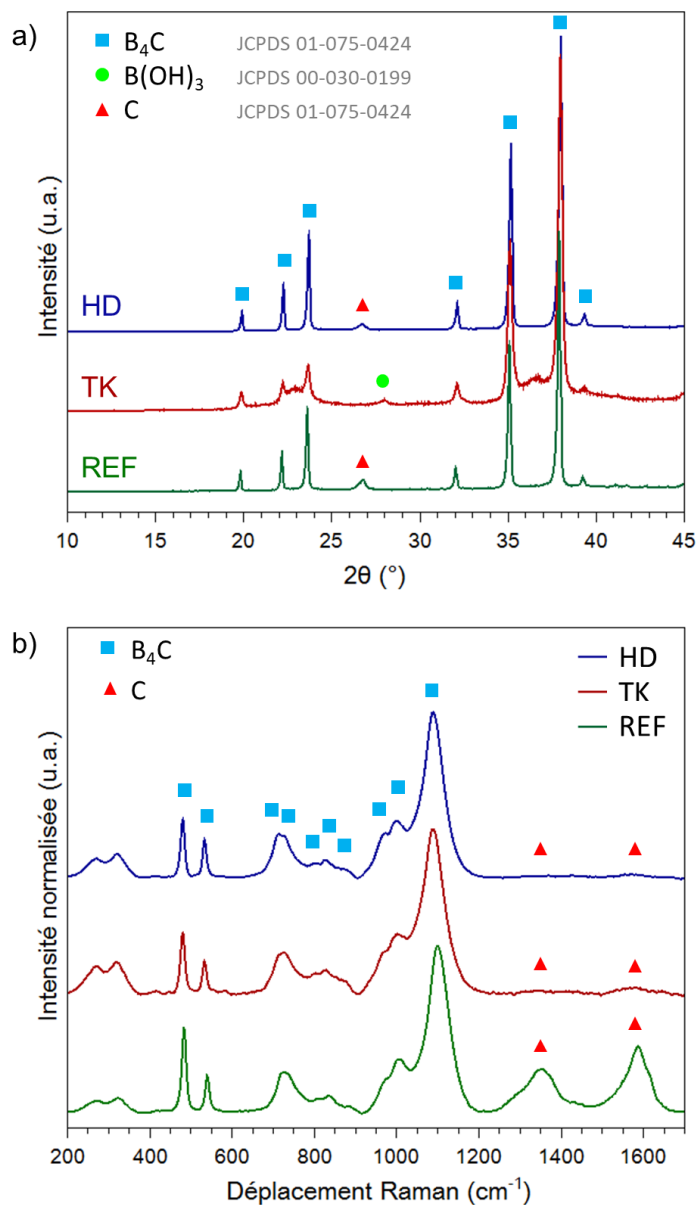 a)
B₄C JCPDS 01-075-0424
B(OH)₃ JCPDS 00-030-0199
C JCPDS 01-075-0424
Intensité (u.a.)
HD
TK
REF
10 15 20 25 30 35 40 45
2θ (°)
b)
B₄C
C
HD
TK
REF
Intensité normalisée (u.a.)
200 400 600 800 1000 1200 1400 1600
Déplacement Raman (cm⁻¹)